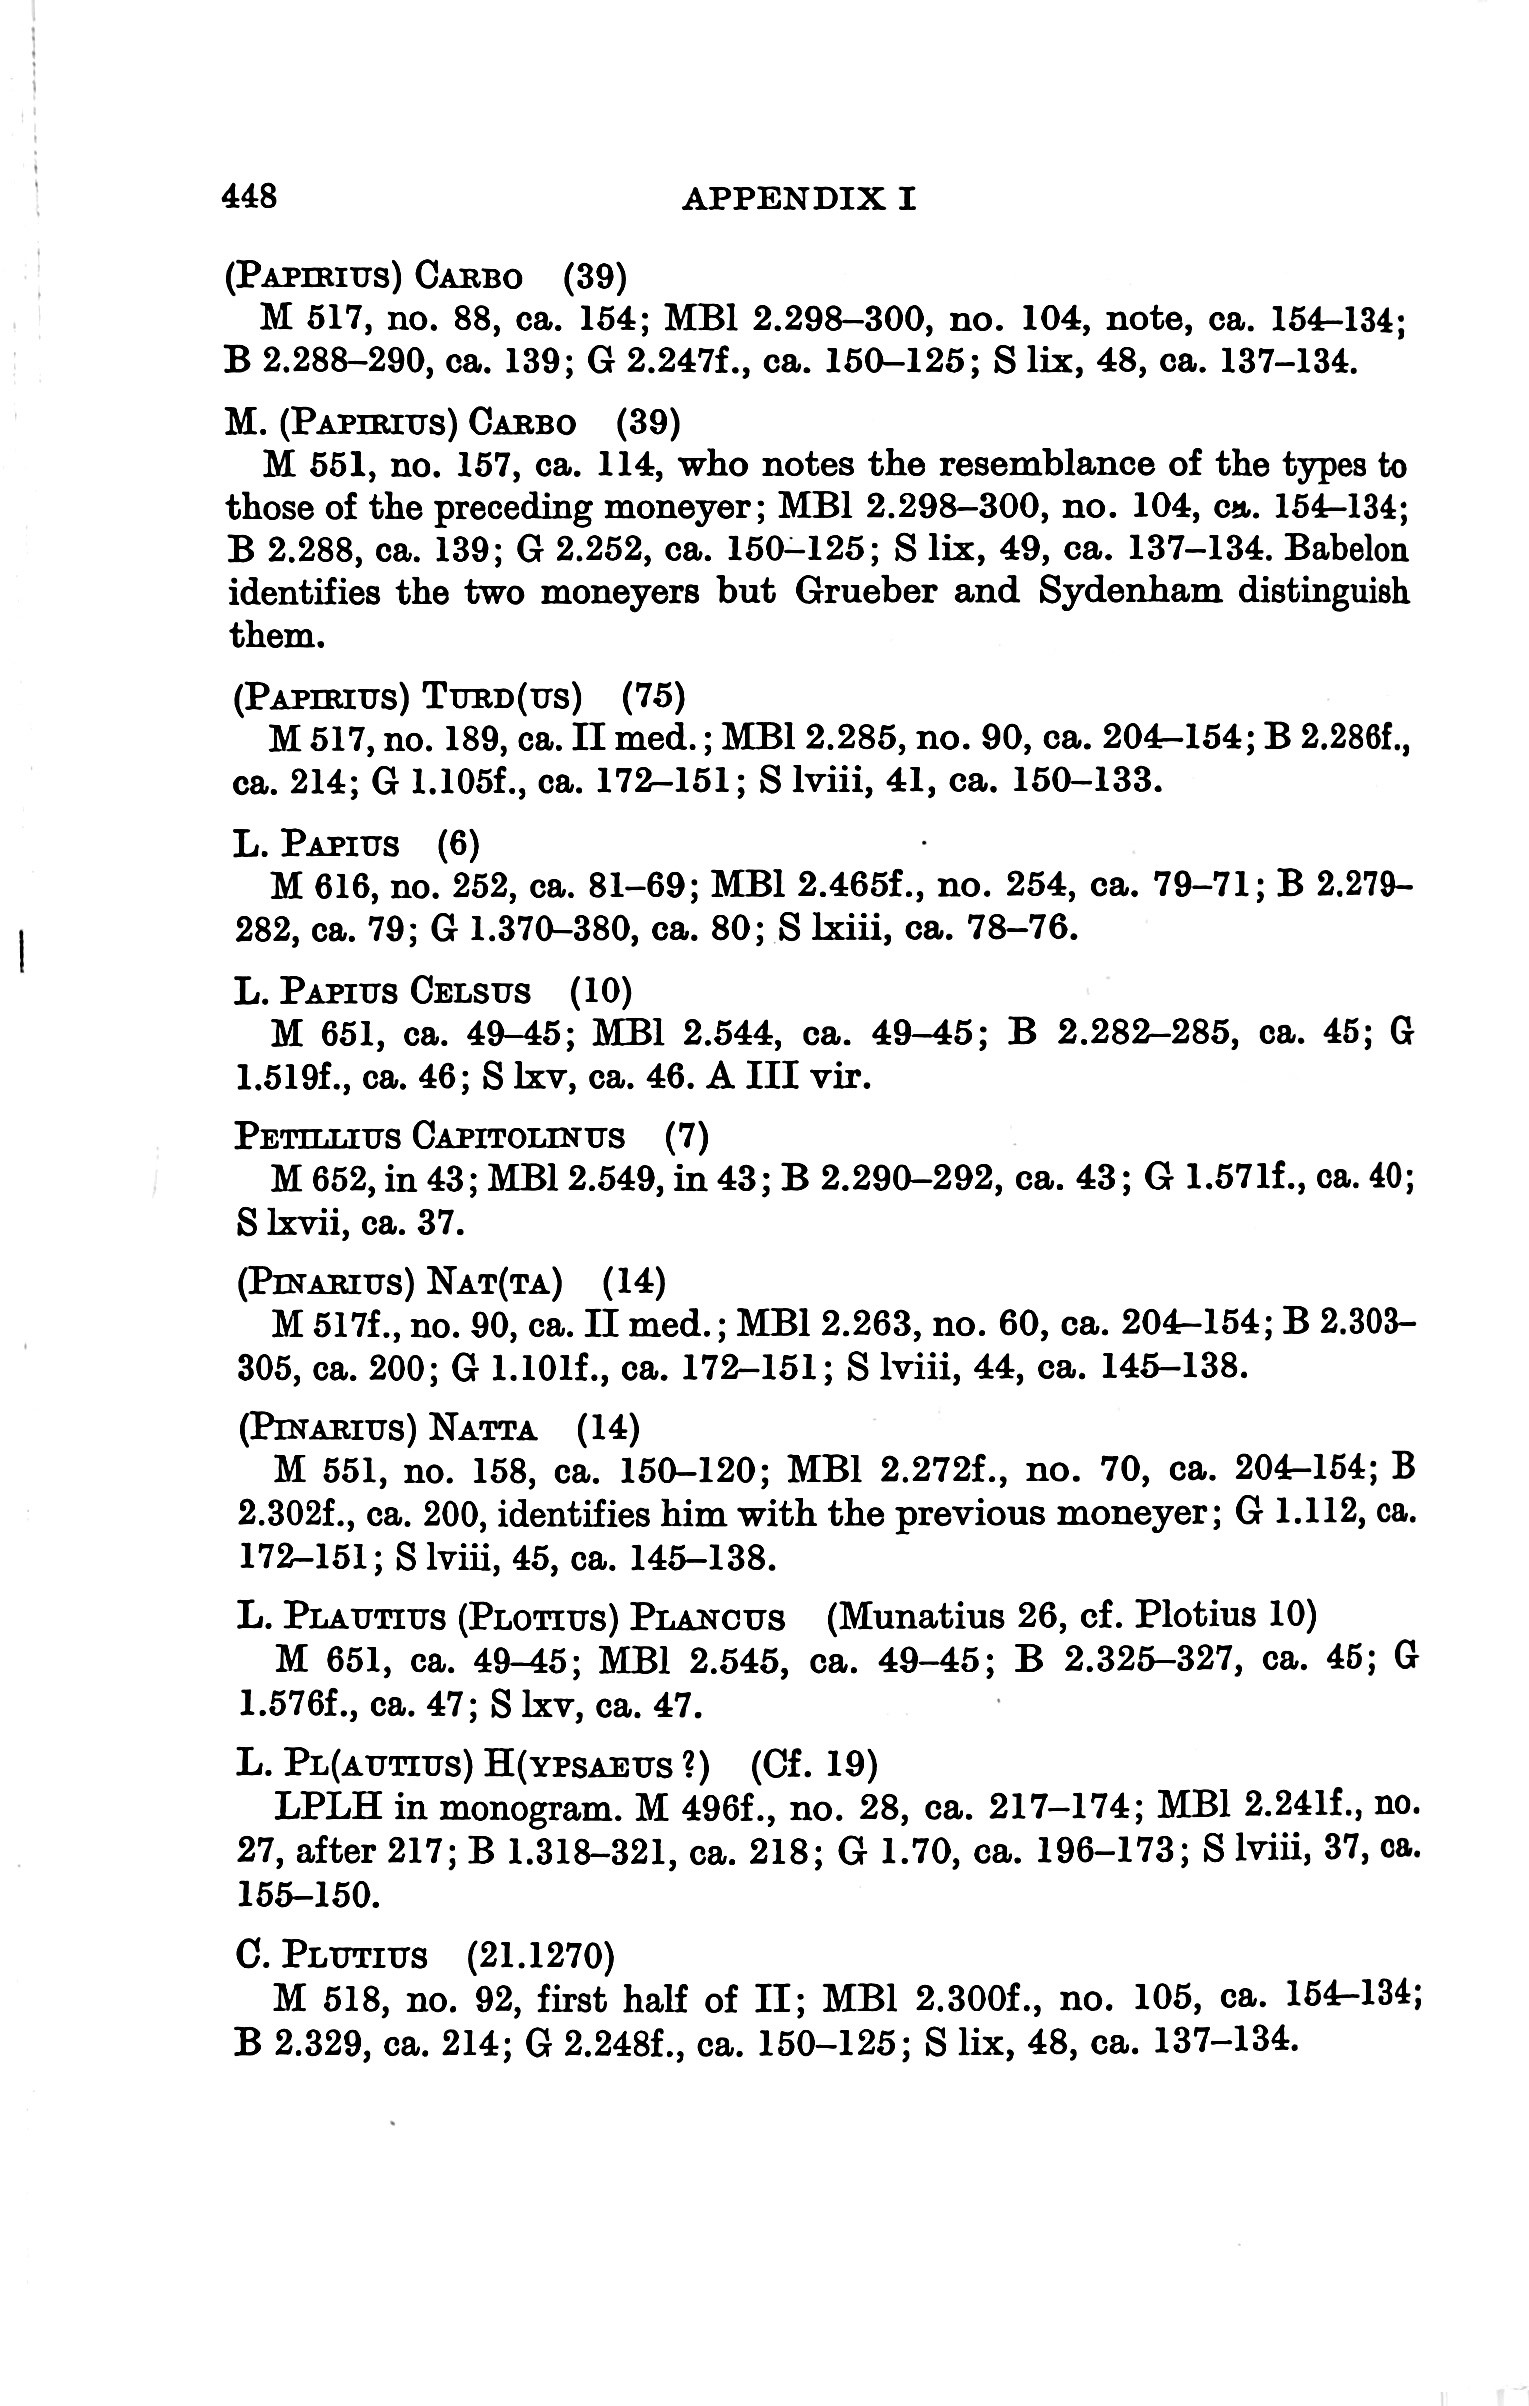 448 APPENDIX I
(PAPIRIUS) CARBO (39)
M 517, no. 88, ca. 154; MBl 2.298–300, no. 104, note, ca. 154–134;
B 2.288–290, ca. 139; G 2.247f., ca. 150–125; S lix, 48, ca. 137–134.
M. (PAPIRIUS) CARBO (39)
M 551, no. 157, ca. 114, who notes the resemblance of the types to
those of the preceding moneyer; MBl 2.298–300, no. 104, ca. 154–134;
B 2.288, ca. 139; G 2.252, ca. 150–125; S lix, 49, ca. 137–134. Babelon
identifies the two moneyers but Grueber and Sydenham distinguish
them.
(PAPIRIUS) TURD(US) (75)
M 517, no. 189, ca. II med.; MBl 2.285, no. 90, ca. 204–154; B 2.286f.,
ca. 214; G 1.105f., ca. 172–151; S lviii, 41, ca. 150–133.
L. PAPIUS (6)
M 616, no. 252, ca. 81–69; MBl 2.465f., no. 254, ca. 79–71; B 2.279–
282, ca. 79; G 1.370–380, ca. 80; S lxiii, ca. 78–76.
L. PAPIUS CELSUS (10)
M 651, ca. 49–45; MBl 2.544, ca. 49–45; B 2.282–285, ca. 45; G
1.519f., ca. 46; S lxv, ca. 46. A III vir.
PETILLIUS CAPITOLINUS (7)
M 652, in 43; MBl 2.549, in 43; B 2.290–292, ca. 43; G 1.571f., ca. 40;
S lxvii, ca. 37.
(PINARIUS) NAT(TA) (14)
M 517f., no. 90, ca. II med.; MBl 2.263, no. 60, ca. 204–154; B 2.303–
305, ca. 200; G 1.101f., ca. 172–151; S lviii, 44, ca. 145–138.
(PINARIUS) NATTA (14)
M 551, no. 158, ca. 150–120; MBl 2.272f., no. 70, ca. 204–154; B
2.302f., ca. 200, identifies him with the previous moneyer; G 1.112, ca.
172–151; S lviii, 45, ca. 145–138.
L. PLAUTIUS (PLOTIUS) PLANCUS (Munatius 26, cf. Plotius 10)
M 651, ca. 49–45; MBl 2.545, ca. 49–45; B 2.325–327, ca. 45; G
1.576f., ca. 47; S lxv, ca. 47.
L. PL(AUTIUS) H(YPSAEUS ?) (Cf. 19)
LPLH in monogram. M 496f., no. 28, ca. 217–174; MBl 2.241f., no.
27, after 217; B 1.318–321, ca. 218; G 1.70, ca. 196–173; S lviii, 37, ca.
155–150.
C. PLUTIUS (21.1270)
M 518, no. 92, first half of II; MBl 2.300f., no. 105, ca. 154–134;
B 2.329, ca. 214; G 2.248f., ca. 150–125; S lix, 48, ca. 137–134.